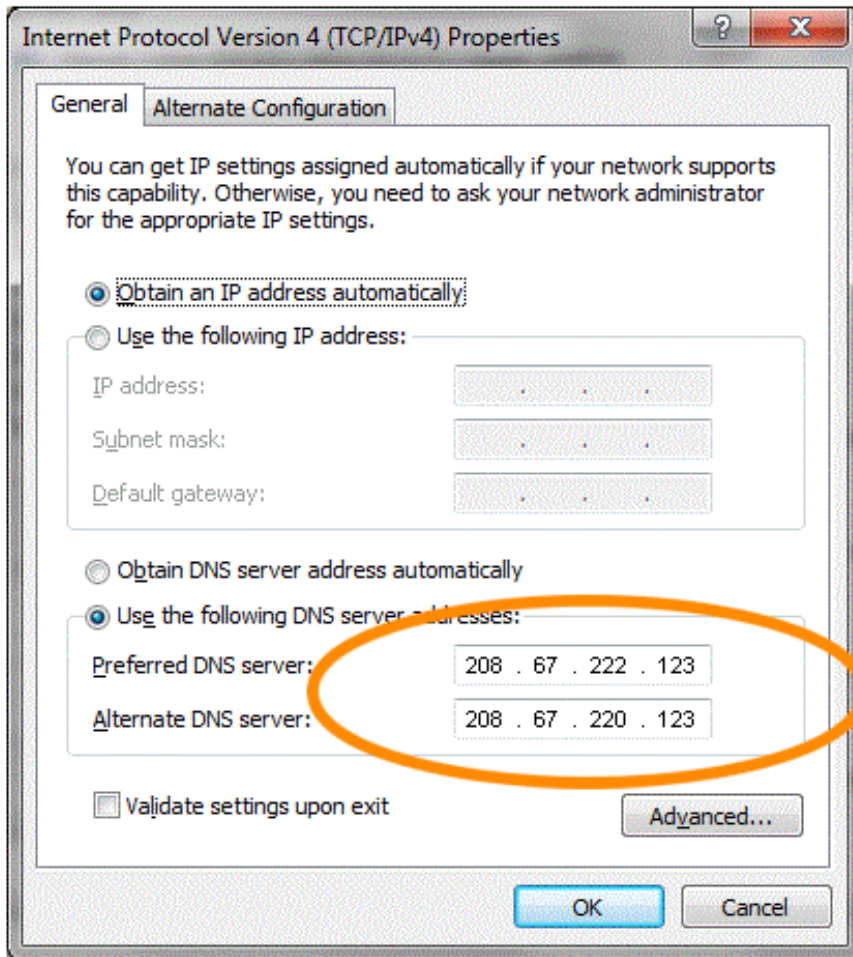 Internet Protocol Version 4 (TCP/IPv4) Properties
General
Alternate Configuration
You can get IP settings assigned automatically if your network supports
this capability. Otherwise, you need to ask your network administrator
for the appropriate IP settings.
Obtain an IP address automatically
Use the following IP address:
IP address: . . .
Subnet mask: . . .
Default gateway: . . .
Obtain DNS server address automatically
Use the following DNS server addresses:
Preferred DNS server: 208 . 67 . 222 . 123
Alternate DNS server: 208 . 67 . 220 . 123
Validate settings upon exit
Advanced...
OK
Cancel